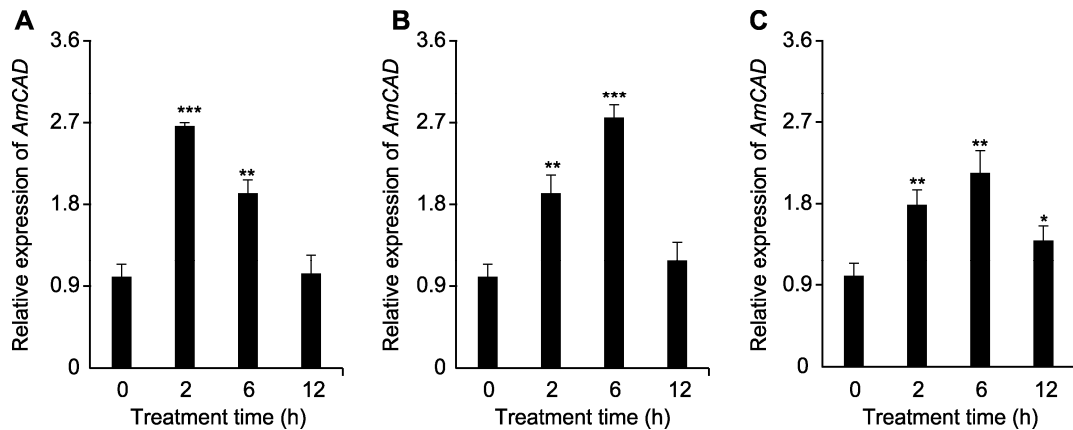 A
Relative expression of AmCAD
3.6
2.7
1.8
0.9
0
***
**
0 2 6 12
Treatment time (h)
B
Relative expression of AmCAD
3.6
2.7
1.8
0.9
0
**
***
0 2 6 12
Treatment time (h)
C
Relative expression of AmCAD
3.6
2.7
1.8
0.9
0
**
**
*
0 2 6 12
Treatment time (h)